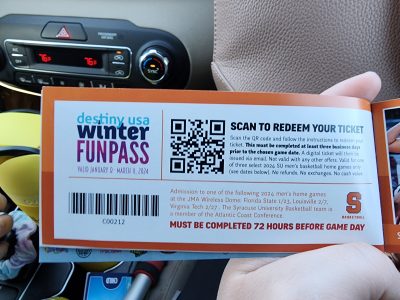 76°F
76°F
SYNC
destiny usa
winter
FUNPASS
VALID JANUARY 12 - MARCH 11, 2024
C00212
SCAN TO REDEEM YOUR TICKET
Scan the QR code and follow the instructions to redeem your
ticket. This must be completed at least three business days
prior to the chosen game date. A digital ticket will then be
issued via email. Not valid with any other offers. Valid for one
of three select 2024 SU men's basketball home games only
(see dates below). No refunds. No exchanges. No cash value.
Admission to one of the following 2024 men's home games
at the JMA Wireless Dome: Florida State 1/23, Louisville 2/7,
Virginia Tech 2/27. The Syracuse University Basketball team is
a member of the Atlantic Coast Conference
MUST BE COMPLETED 72 HOURS BEFORE GAME DAY
S
BASKETBALL